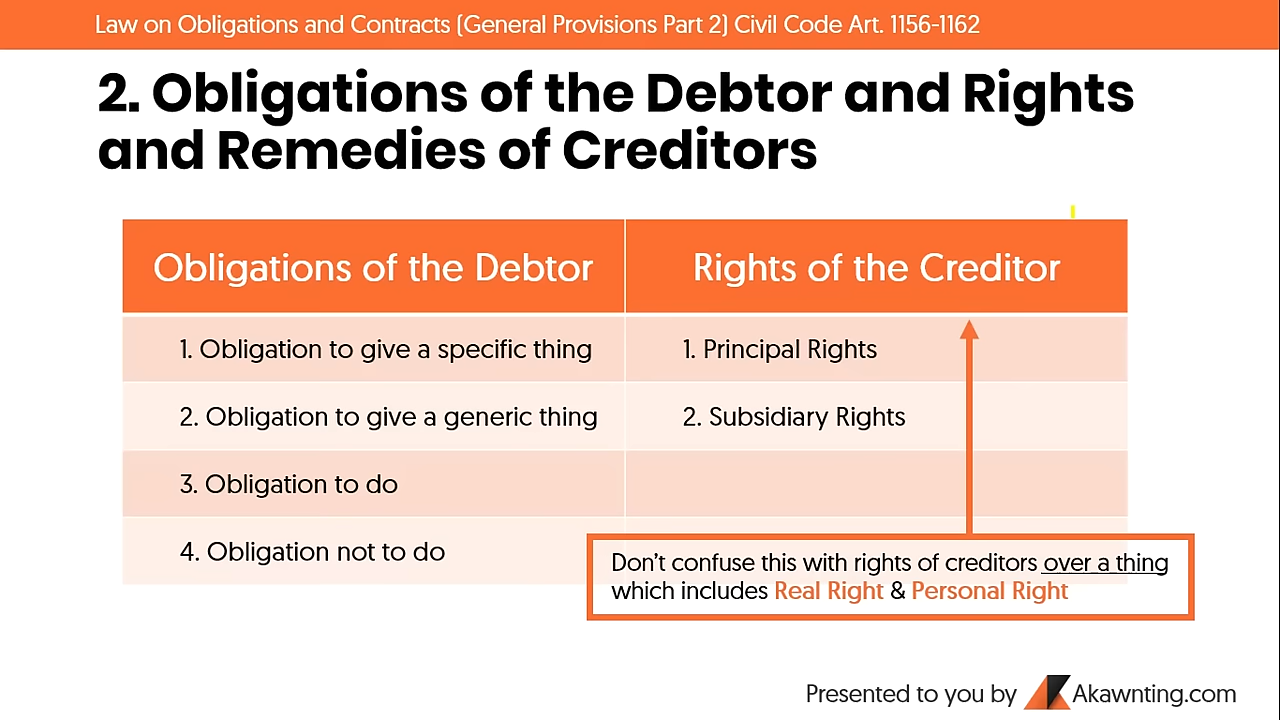 Law on Obligations and Contracts (General Provisions Part 2) Civil Code Art. 1156-1162
2. Obligations of the Debtor and Rights
and Remedies of Creditors
Obligations of the Debtor
Rights of the Creditor
1. Obligation to give a specific thing
1. Principal Rights
2. Obligation to give a generic thing
2. Subsidiary Rights
3. Obligation to do
4. Obligation not to do
Don't confuse this with rights of creditors over a thing
which includes Real Right & Personal Right
Presented to you by Akawnting.com